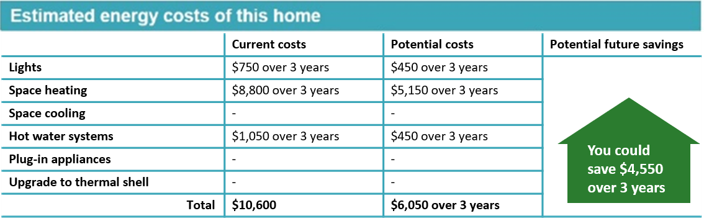 Estimated energy costs of this home
Current costs Potential costs Potential future savings
Lights $750 over 3 years $450 over 3 years
Space heating $8,800 over 3 years $5,150 over 3 years
Space cooling - -
Hot water systems $1,050 over 3 years $450 over 3 years
Plug-in appliances - -
Upgrade to thermal shell - -
Total $10,600 $6,050 over 3 years
You could
save $4,550
over 3 years